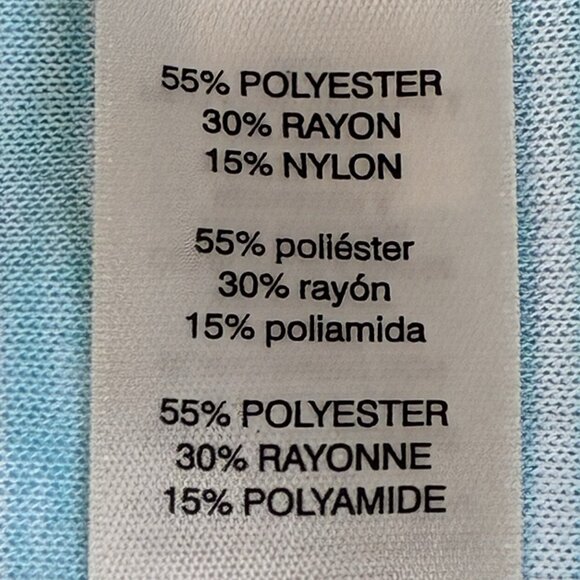 55% POLYESTER
30% RAYON
15% NYLON
55% poliéster
30% rayón
15% poliamida
55% POLYESTER
30% RAYONNE
15% POLYAMIDE